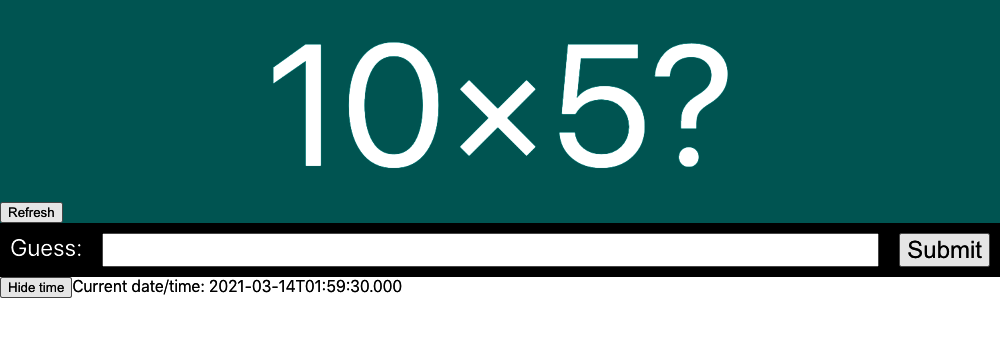 10×5?
Refresh
Guess: Submit
Hide time Current date/time: 2021-03-14T01:59:30.000